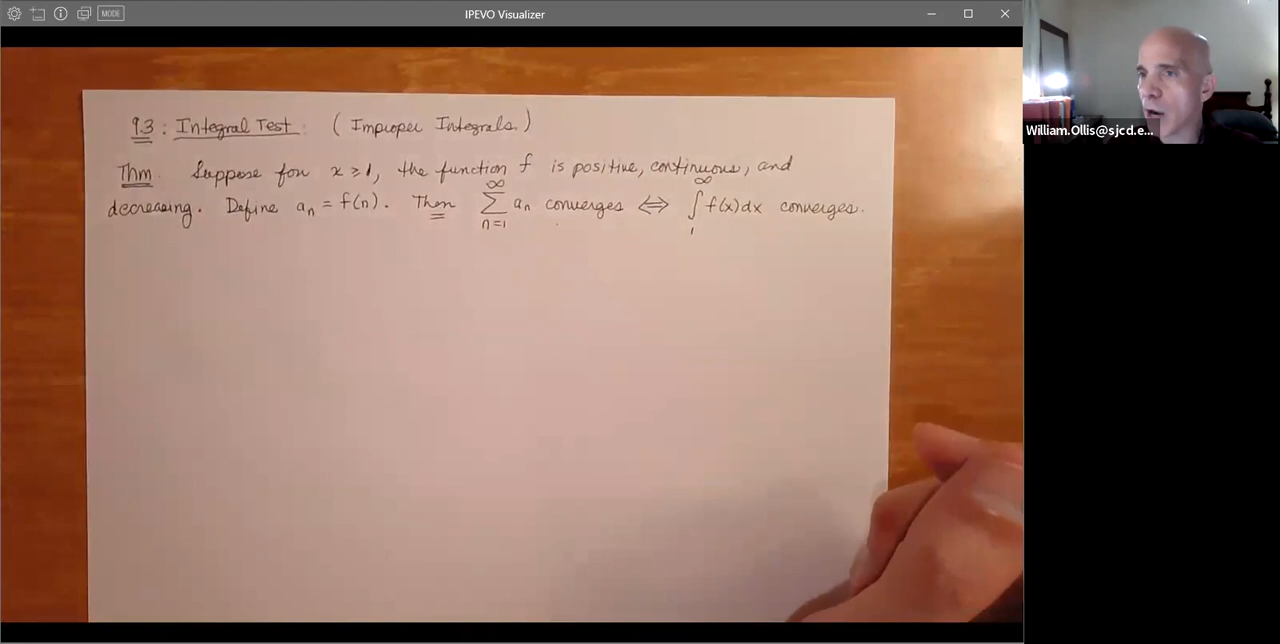 MODE
IPEVO Visualizer
9.3 : Integral Test : (Improper Integrals)
Thm. Suppose for x ≥ 1, the function f is positive, continuous, and
decreasing. Define aₙ = f(n). Then ∑_{n=1}^{∞} aₙ converges ⟺ ∫_{1}^{∞} f(x)dx converges.
William.Ollis@sjcd.e...